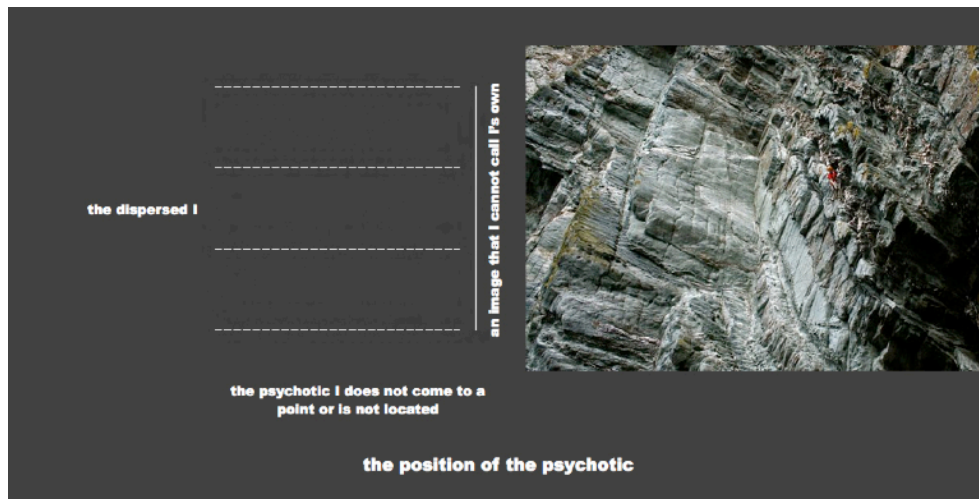 the dispersed I
an image that I cannot call I's own
the psychotic I does not come to a
point or is not located
the position of the psychotic